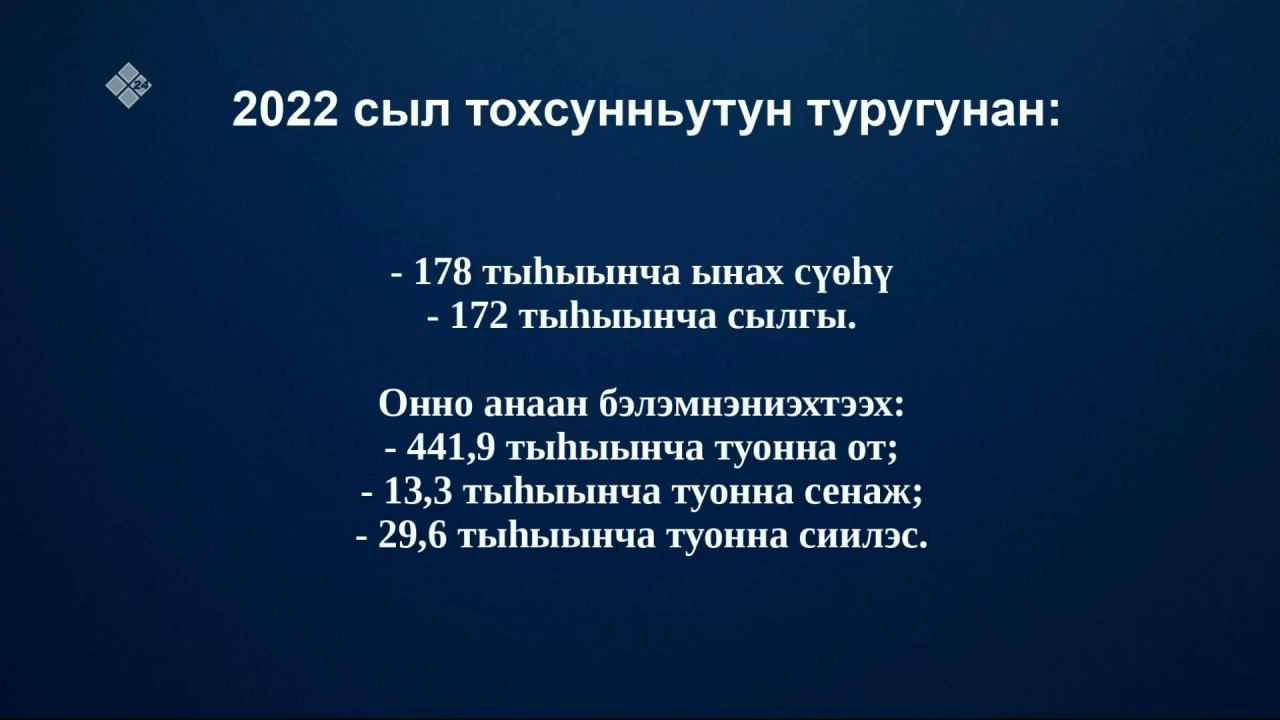 24
2022 сыл тохсунньутун туругунан:
- 178 тыһыынча ынах сүөһү
- 172 тыһыынча сылгы.
Онно анаан бэлэмнэниэхтээх:
- 441,9 тыһыынча туонна от;
- 13,3 тыһыынча туонна сенаж;
- 29,6 тыһыынча туонна сиилэс.